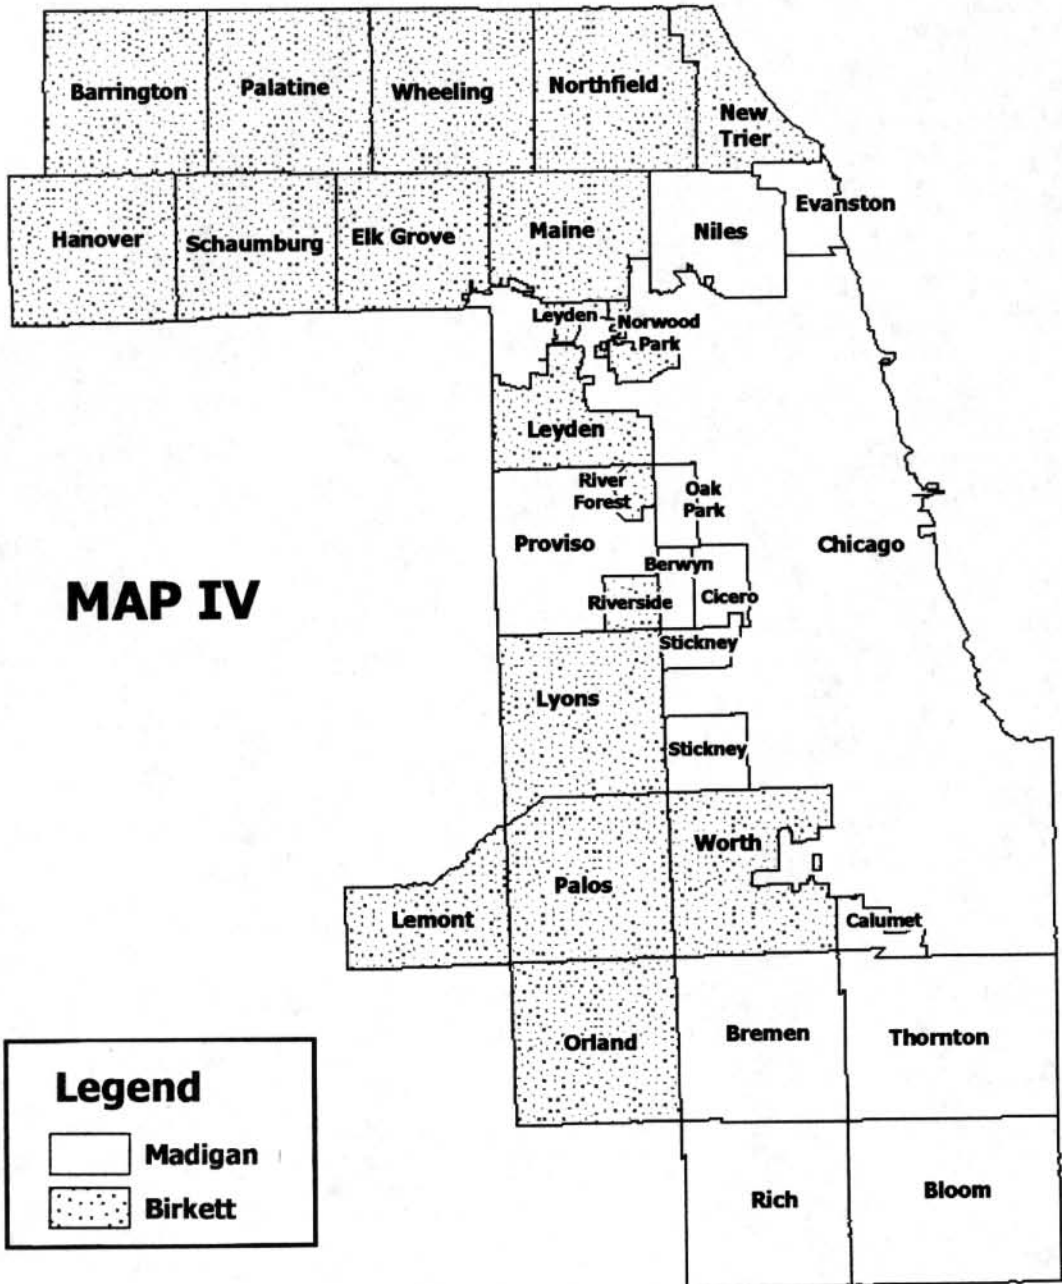 Barrington
Palatine
Wheeling
Northfield
New
Trier
Evanston
Hanover
Schaumburg
Elk Grove
Maine
Niles
Leyden
Norwood
Park
Leyden
River
Forest
Oak
Park
Proviso
Chicago
Berwyn
MAP IV
Riverside
Cicero
Stickney
Lyons
Stickney
Worth
Palos
Lemont
Calumet
Orland
Bremen
Thornton
Legend
Madigan
Birkett
Rich
Bloom